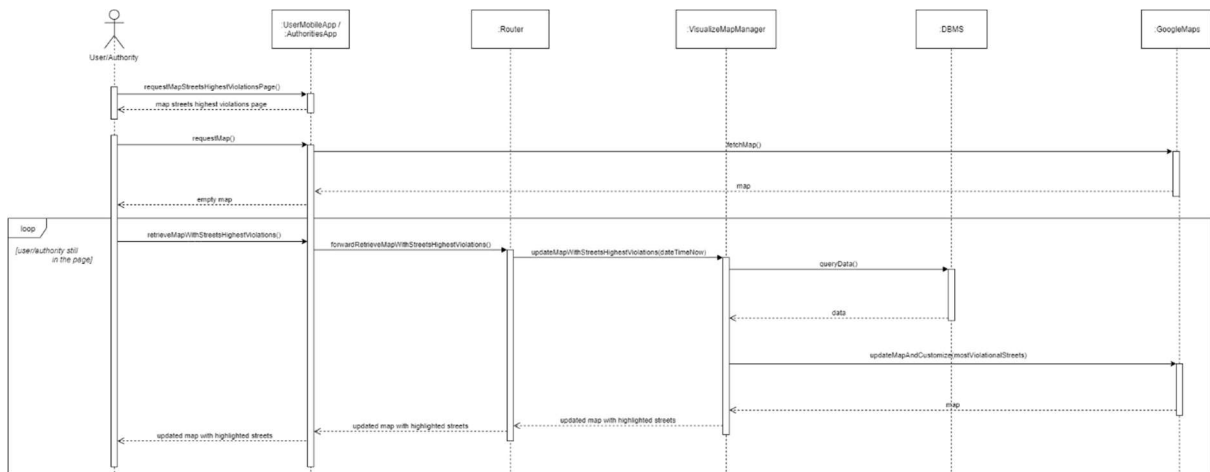 :UserMobileApp /
:AuthoritiesApp
:Router
:VisualizeMapManager
:DBMS
:GoogleMaps
User/Authority
requestMapStreetsHighestViolationsPage()
map streets highest violations page
requestMap()
fetchMap()
map
empty map
loop
[user/authority still
in the page]
retrieveMapWithStreetsHighestViolations()
forwardRetrieveMapWithStreetsHighestViolations()
updateMapWithStreetsHighestViolations(dateTimeNow)
queryData()
data
updateMapAndCustomize(mostViolationalStreets)
map
updated map with highlighted streets
updated map with highlighted streets
updated map with highlighted streets